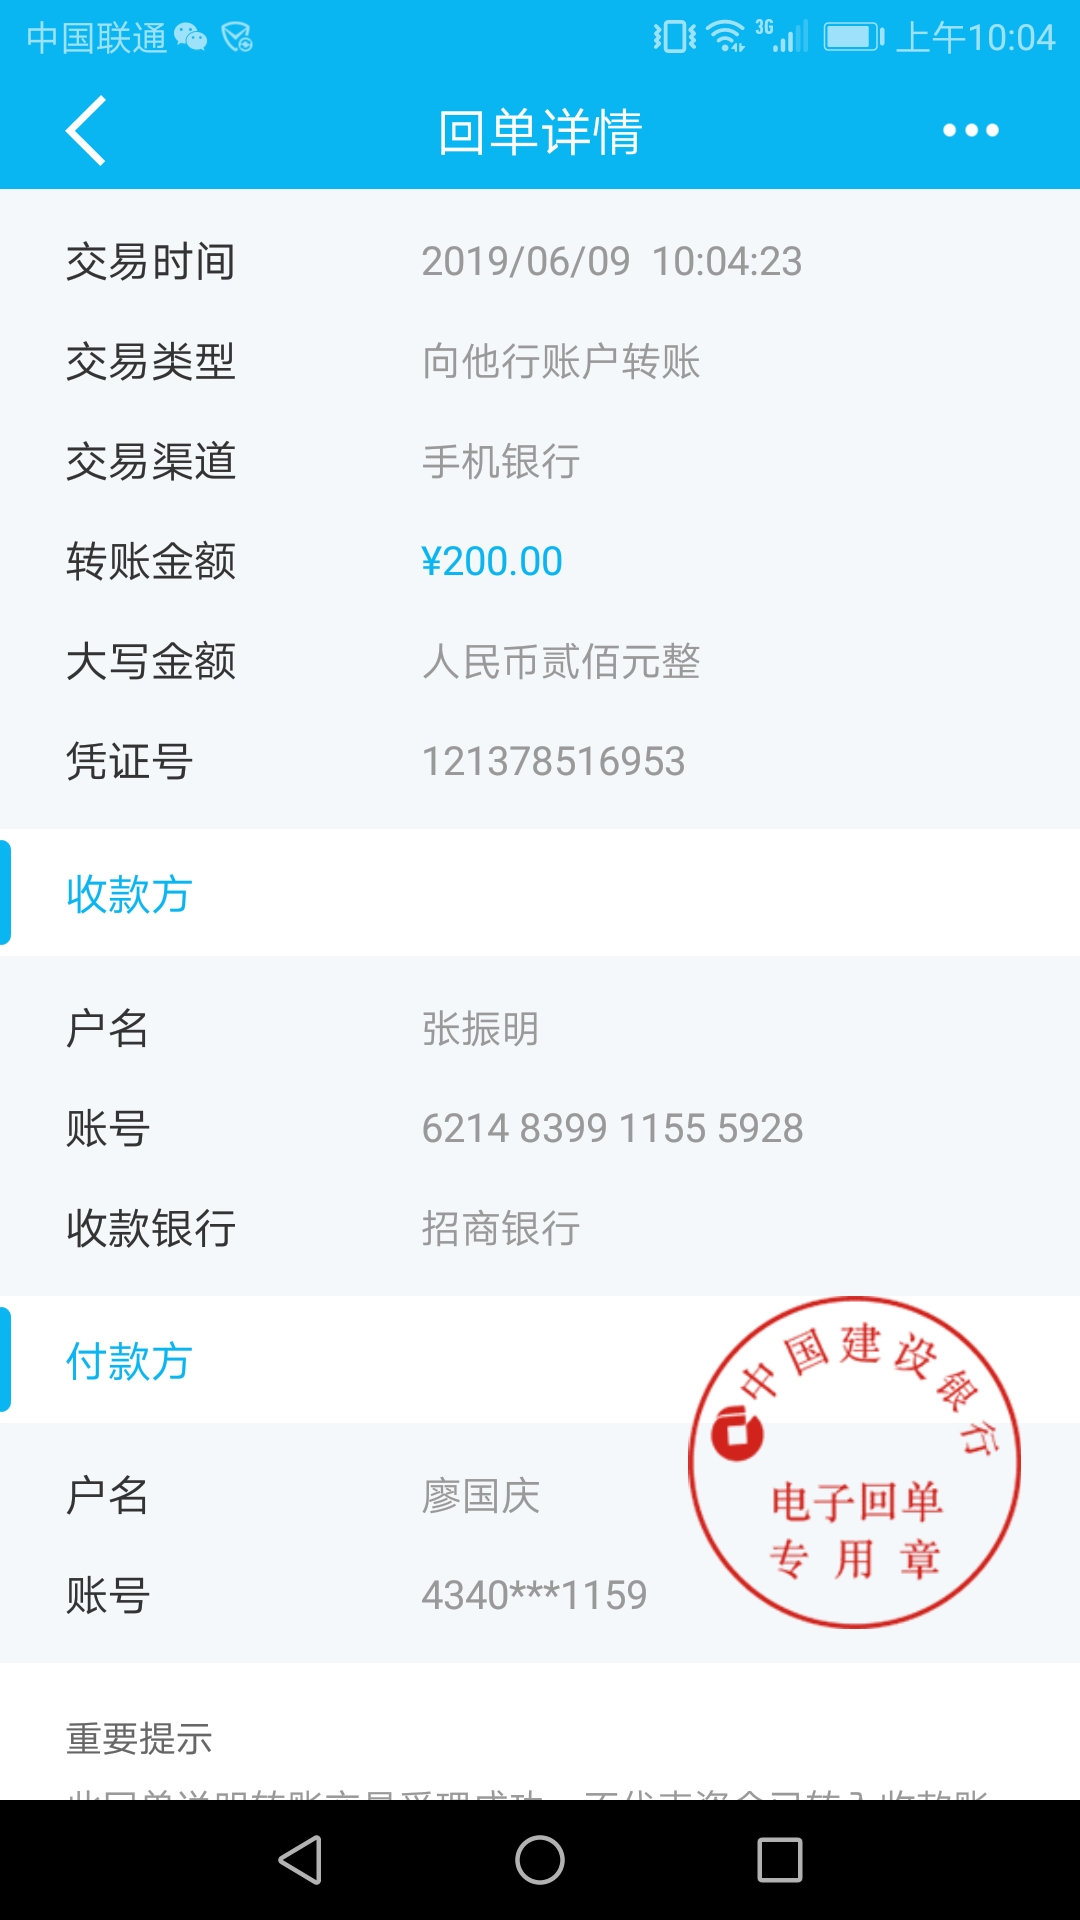 中国联通 3G 上午10:04
回单详情
交易时间 2019/06/09 10:04:23
交易类型 向他行账户转账
交易渠道 手机银行
转账金额 ¥200.00
大写金额 人民币贰佰元整
凭证号 121378516953
收款方
户名 张振明
账号 6214 8399 1155 5928
收款银行 招商银行
付款方
户名 廖国庆
账号 4340***1159
中国建设银行
电子回单
专用章
重要提示